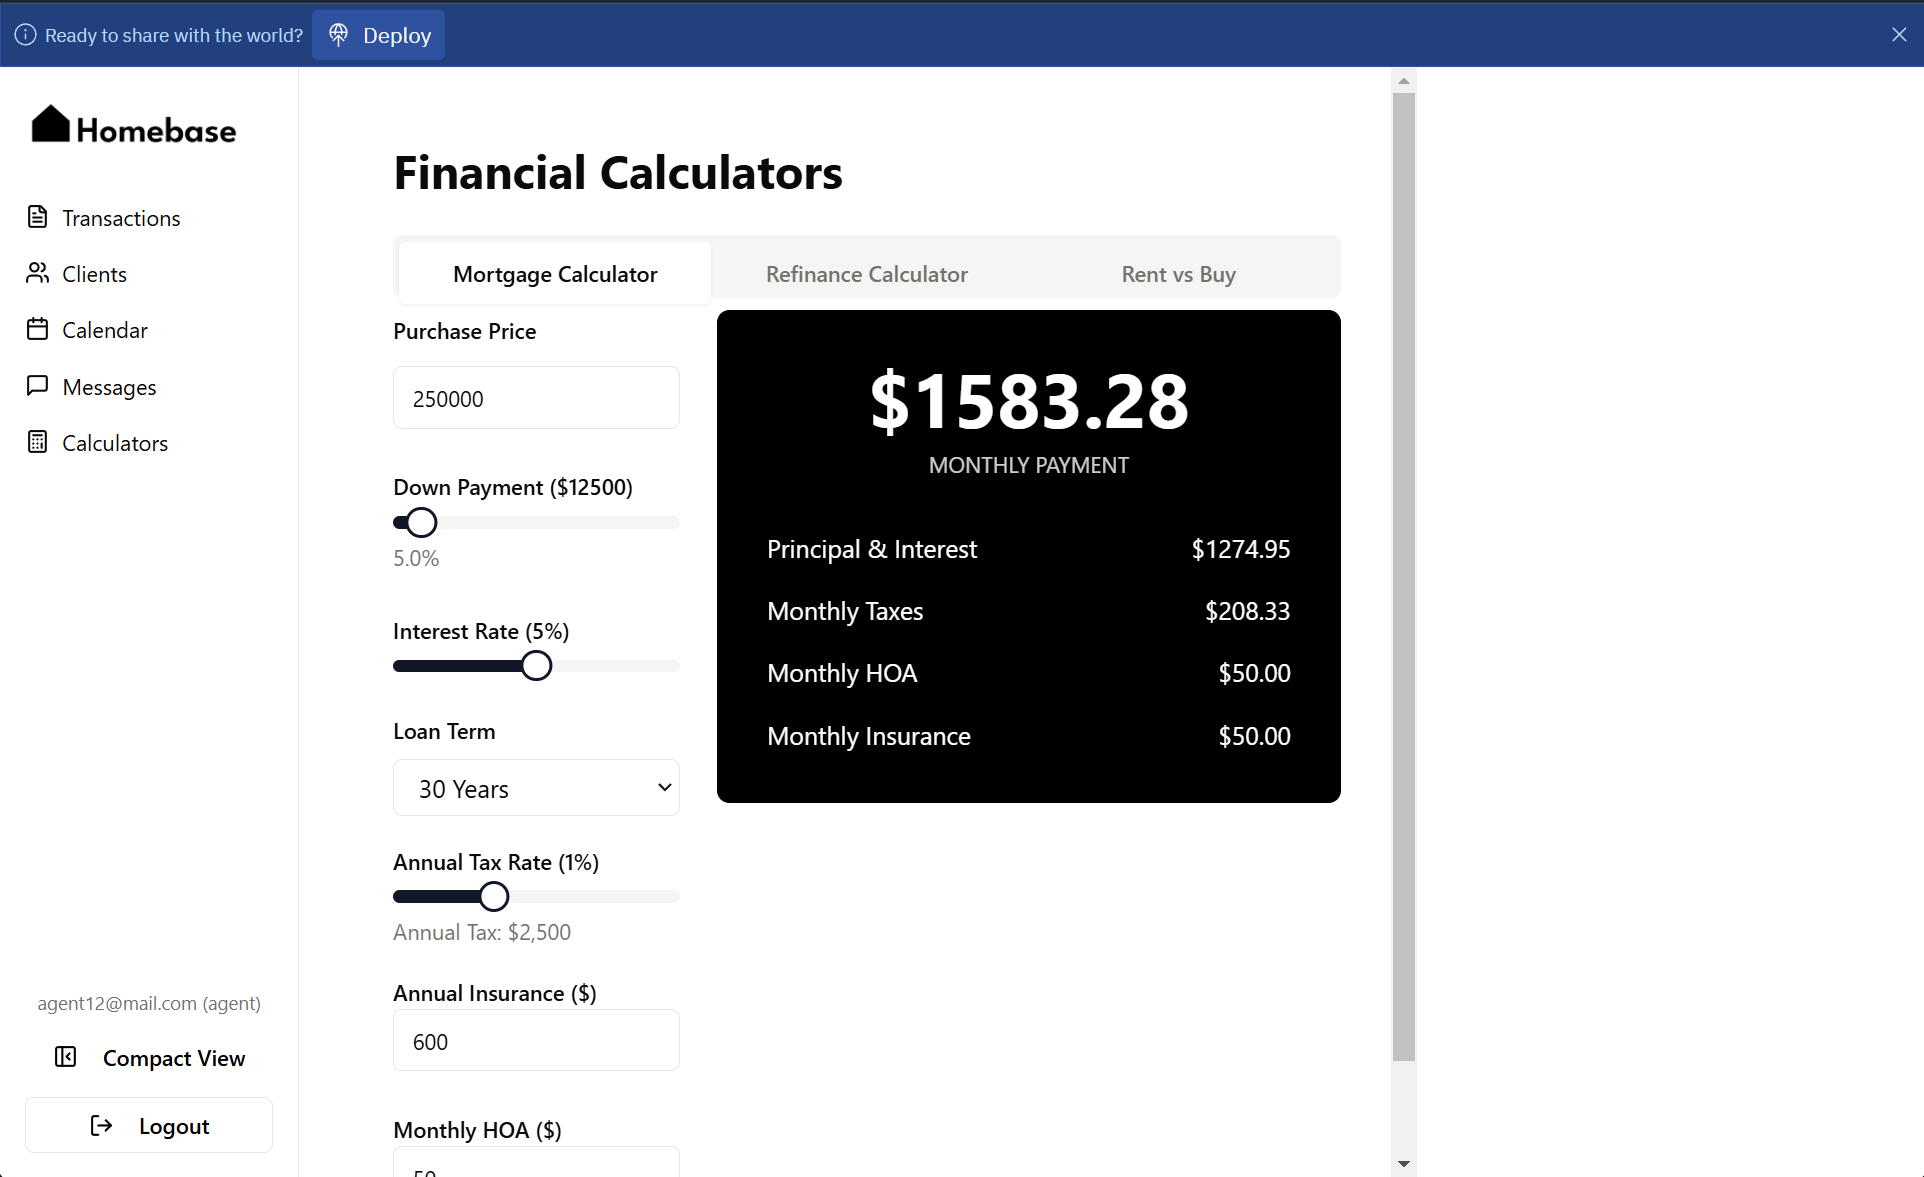 Ready to share with the world?
Deploy
Homebase
Transactions
Clients
Calendar
Messages
Calculators
agent12@mail.com (agent)
Compact View
Logout
Financial Calculators
Mortgage Calculator
Refinance Calculator
Rent vs Buy
Purchase Price
250000
Down Payment ($12500)
5.0%
Interest Rate (5%)
Loan Term
30 Years
Annual Tax Rate (1%)
Annual Tax: $2,500
Annual Insurance ($)
600
Monthly HOA ($)
50
$1583.28
MONTHLY PAYMENT
Principal & Interest $1274.95
Monthly Taxes $208.33
Monthly HOA $50.00
Monthly Insurance $50.00